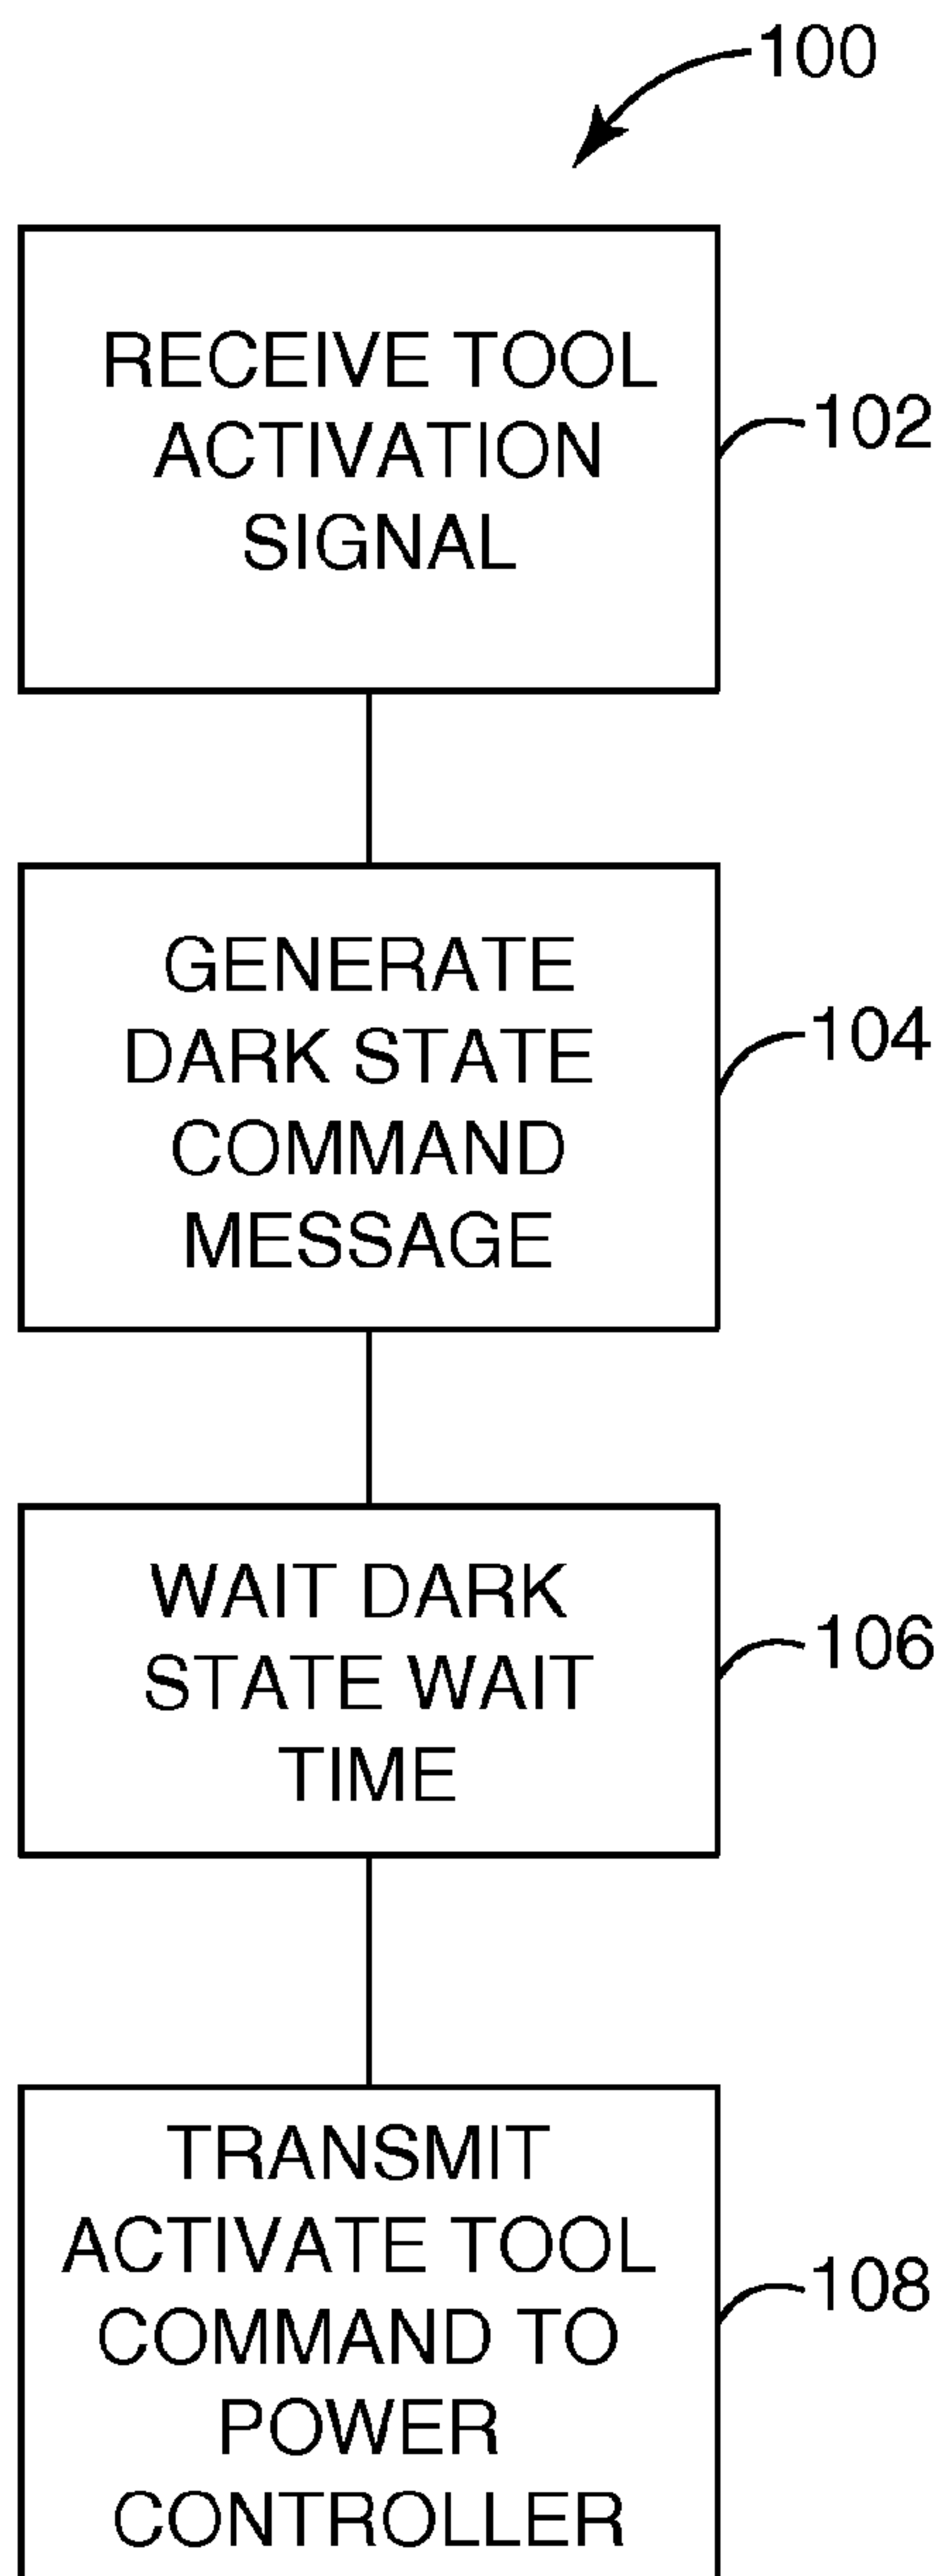 100
RECEIVE TOOL
ACTIVATION
SIGNAL
102
GENERATE
DARK STATE
COMMAND
MESSAGE
104
WAIT DARK
STATE WAIT
TIME
106
TRANSMIT
ACTIVATE TOOL
COMMAND TO
POWER
CONTROLLER
108